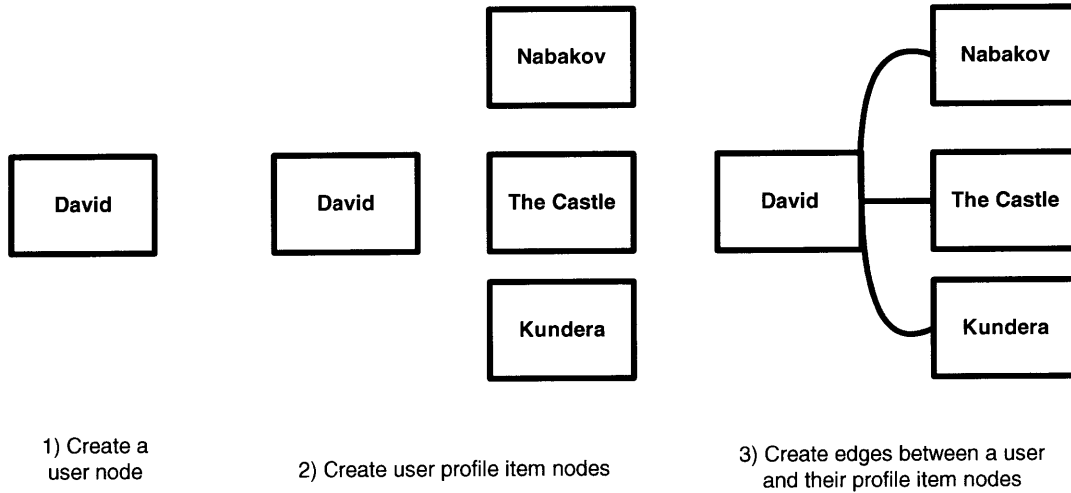 David
1) Create a
user node
David
Nabakov
The Castle
Kundera
2) Create user profile item nodes
David
Nabakov
The Castle
Kundera
3) Create edges between a user
and their profile item nodes